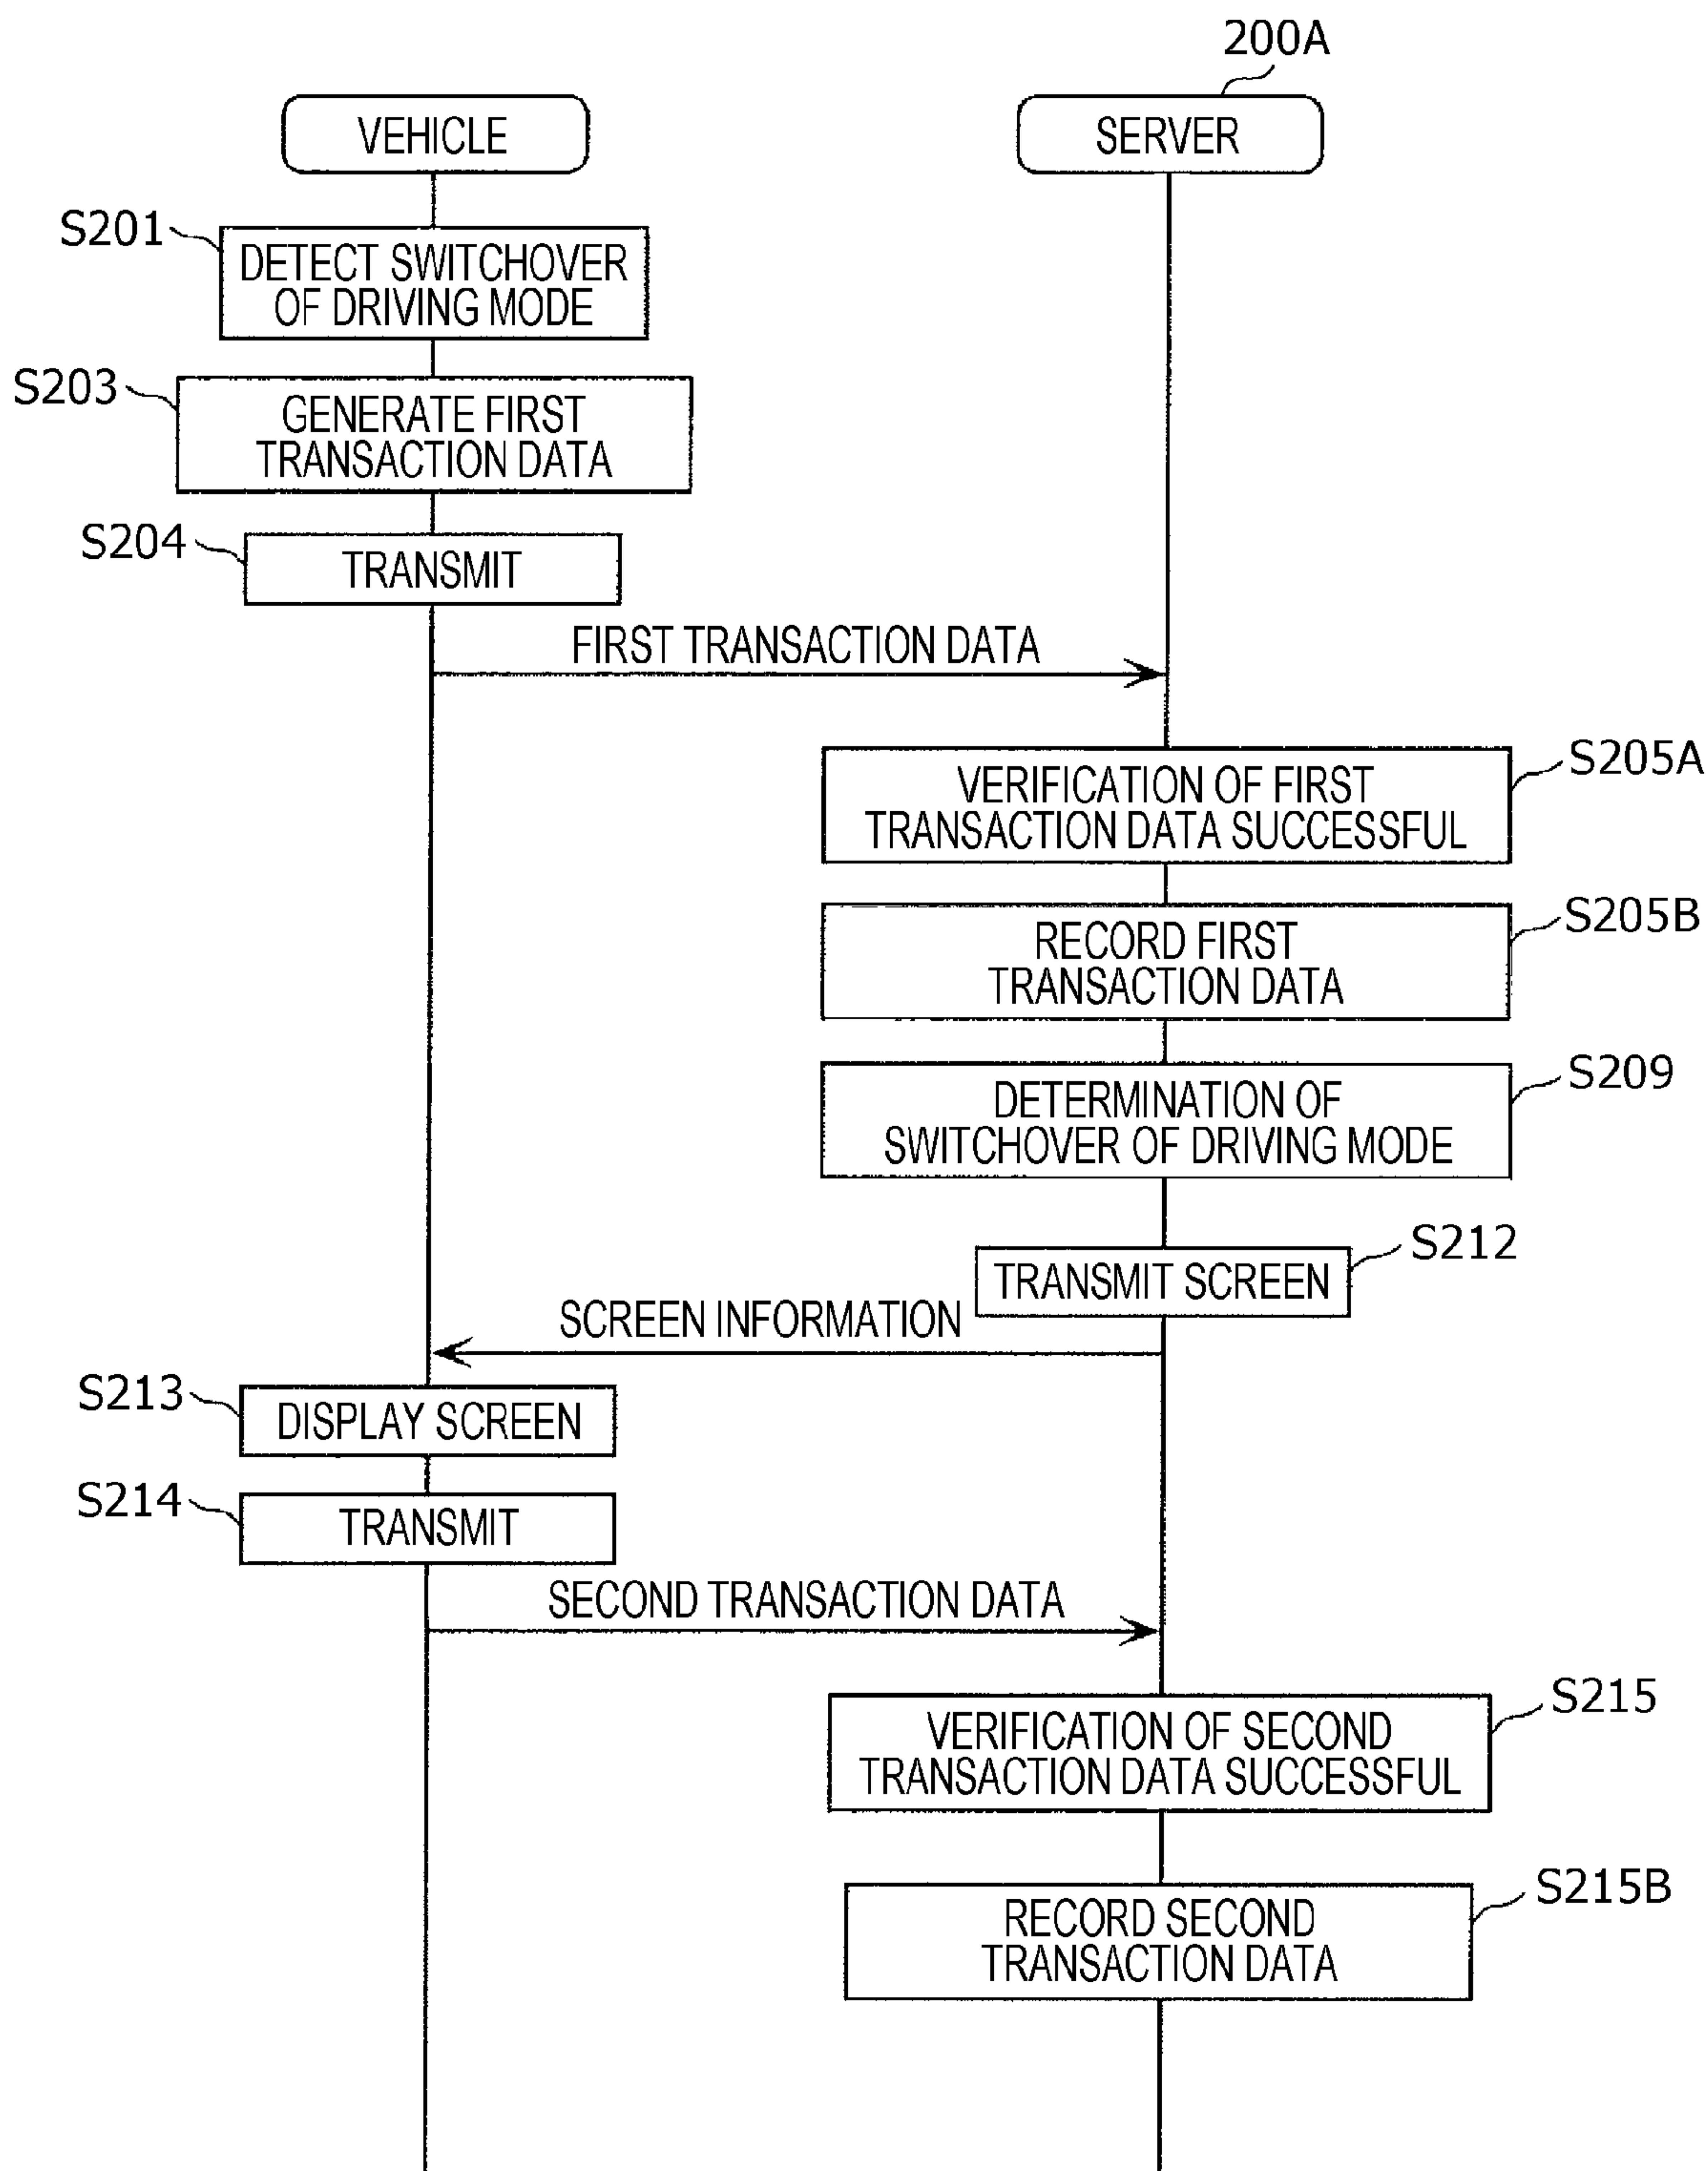 200A
VEHICLE
SERVER
S201
DETECT SWITCHOVER
OF DRIVING MODE
S203
GENERATE FIRST
TRANSACTION DATA
S204
TRANSMIT
FIRST TRANSACTION DATA
S205A
VERIFICATION OF FIRST
TRANSACTION DATA SUCCESSFUL
S205B
RECORD FIRST
TRANSACTION DATA
S209
DETERMINATION OF
SWITCHOVER OF DRIVING MODE
S212
TRANSMIT SCREEN
SCREEN INFORMATION
S213
DISPLAY SCREEN
S214
TRANSMIT
SECOND TRANSACTION DATA
S215
VERIFICATION OF SECOND
TRANSACTION DATA SUCCESSFUL
S215B
RECORD SECOND
TRANSACTION DATA